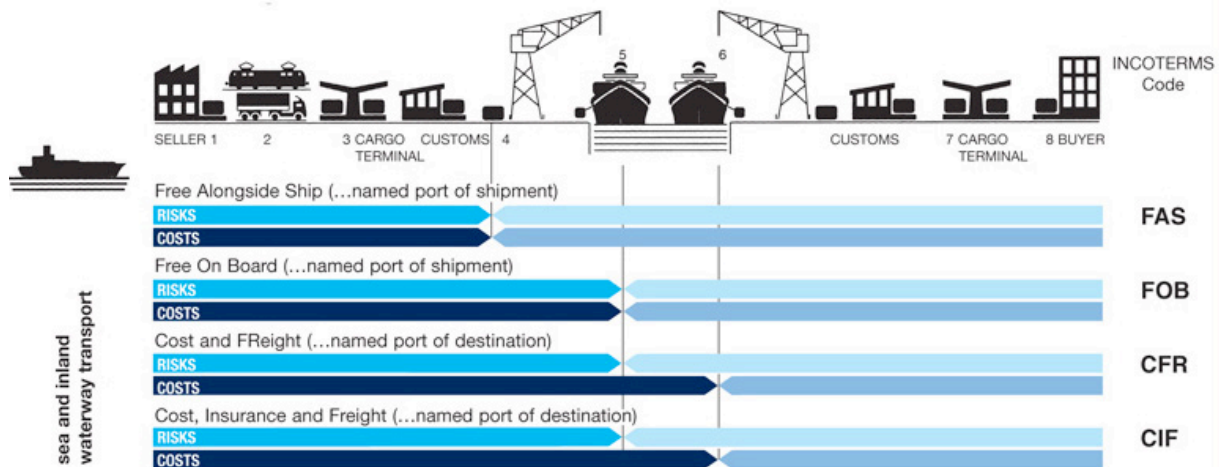 5
6
INCOTERMS
Code
SELLER 1
2
3 CARGO
TERMINAL
CUSTOMS
4
CUSTOMS
7 CARGO
TERMINAL
8 BUYER
sea and inland
waterway transport
Free Alongside Ship (...named port of shipment)
RISKS
COSTS
FAS
Free On Board (...named port of shipment)
RISKS
COSTS
FOB
Cost and FReight (...named port of destination)
RISKS
COSTS
CFR
Cost, Insurance and Freight (...named port of destination)
RISKS
COSTS
CIF